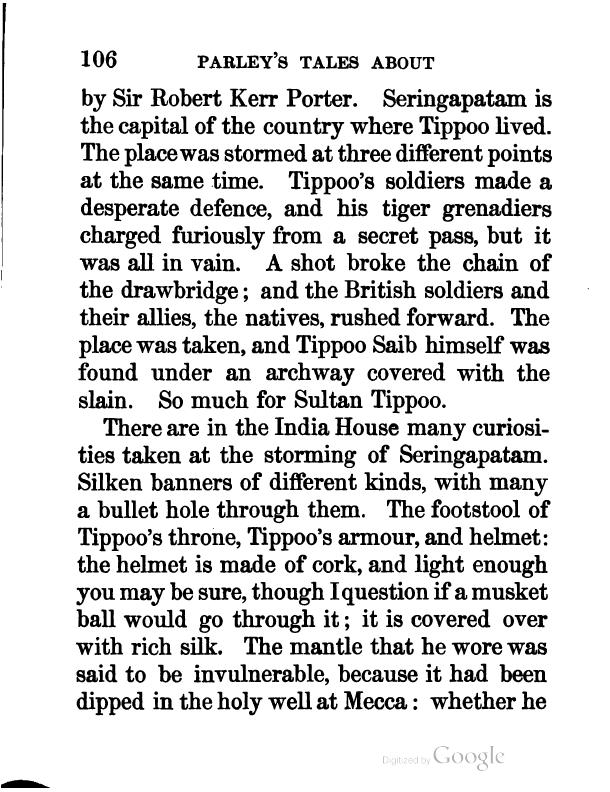 106 PARLEY'S TALES ABOUT
by Sir Robert Kerr Porter. Seringapatam is
the capital of the country where Tippoo lived.
The place was stormed at three different points
at the same time. Tippoo's soldiers made a
desperate defence, and his tiger grenadiers
charged furiously from a secret pass, but it
was all in vain. A shot broke the chain of
the drawbridge; and the British soldiers and
their allies, the natives, rushed forward. The
place was taken, and Tippoo Saib himself was
found under an archway covered with the
slain. So much for Sultan Tippoo.
There are in the India House many curiosi-
ties taken at the storming of Seringapatam.
Silken banners of different kinds, with many
a bullet hole through them. The footstool of
Tippoo's throne, Tippoo's armour, and helmet:
the helmet is made of cork, and light enough
you may be sure, though I question if a musket
ball would go through it; it is covered over
with rich silk. The mantle that he wore was
said to be invulnerable, because it had been
dipped in the holy well at Mecca: whether he
Digitized by Google